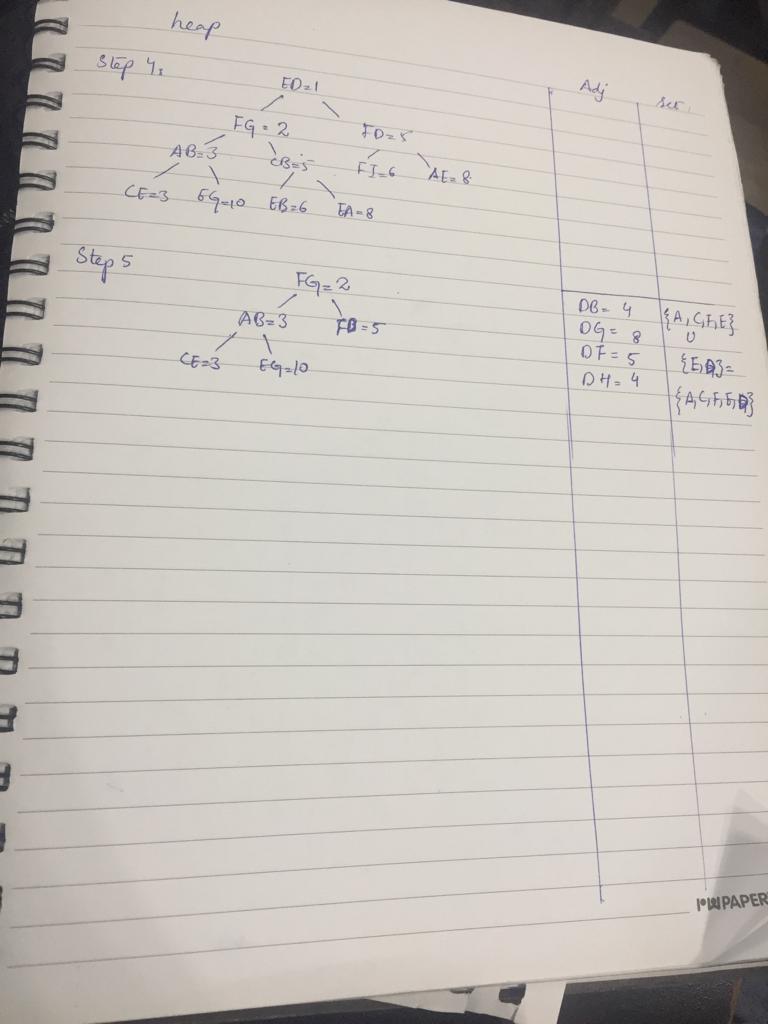 heap
Adj
Set.
Step 4:
ED=1
FG=2 FD=5
AB=3 CB=5 FI=6 AE=8
CE=3 EG=10 EB=6 EA=8
Step 5
FG=2
AB=3 FD=5
CE=3 EG=10
DB= 4
DG= 8
DF= 5
DH= 4
{A,C,F,E}
U
{E,D}=
{A,C,F,E,D}
PAPER